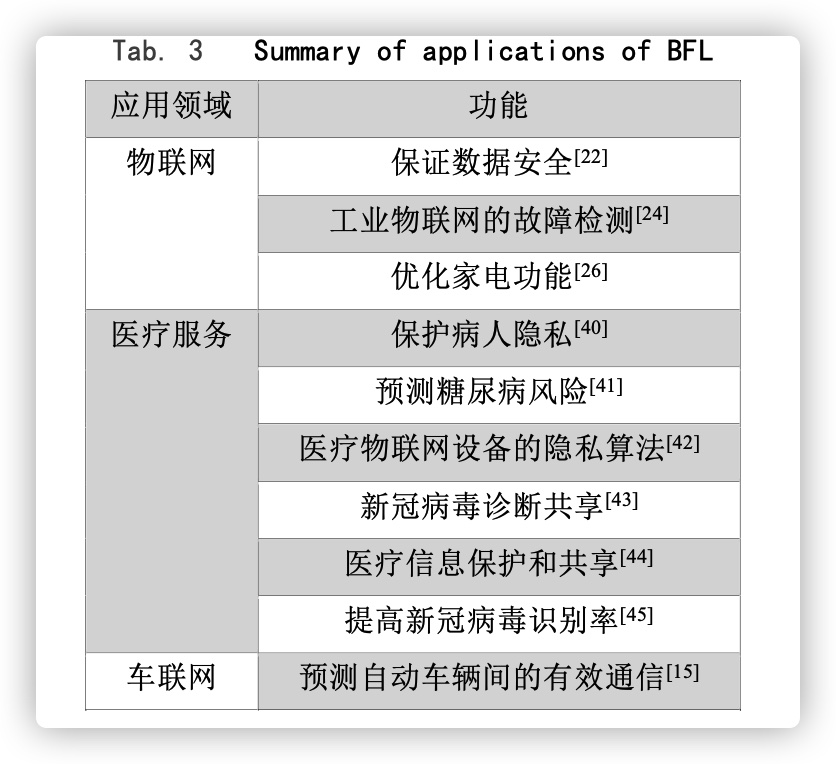 Tab. 3 Summary of applications of BFL
应用领域 功能
物联网 保证数据安全[22]
工业物联网的故障检测[24]
优化家电功能[26]
医疗服务 保护病人隐私[40]
预测糖尿病风险[41]
医疗物联网设备的隐私算法[42]
新冠病毒诊断共享[43]
医疗信息保护和共享[44]
提高新冠病毒识别率[45]
车联网 预测自动车辆间的有效通信[15]